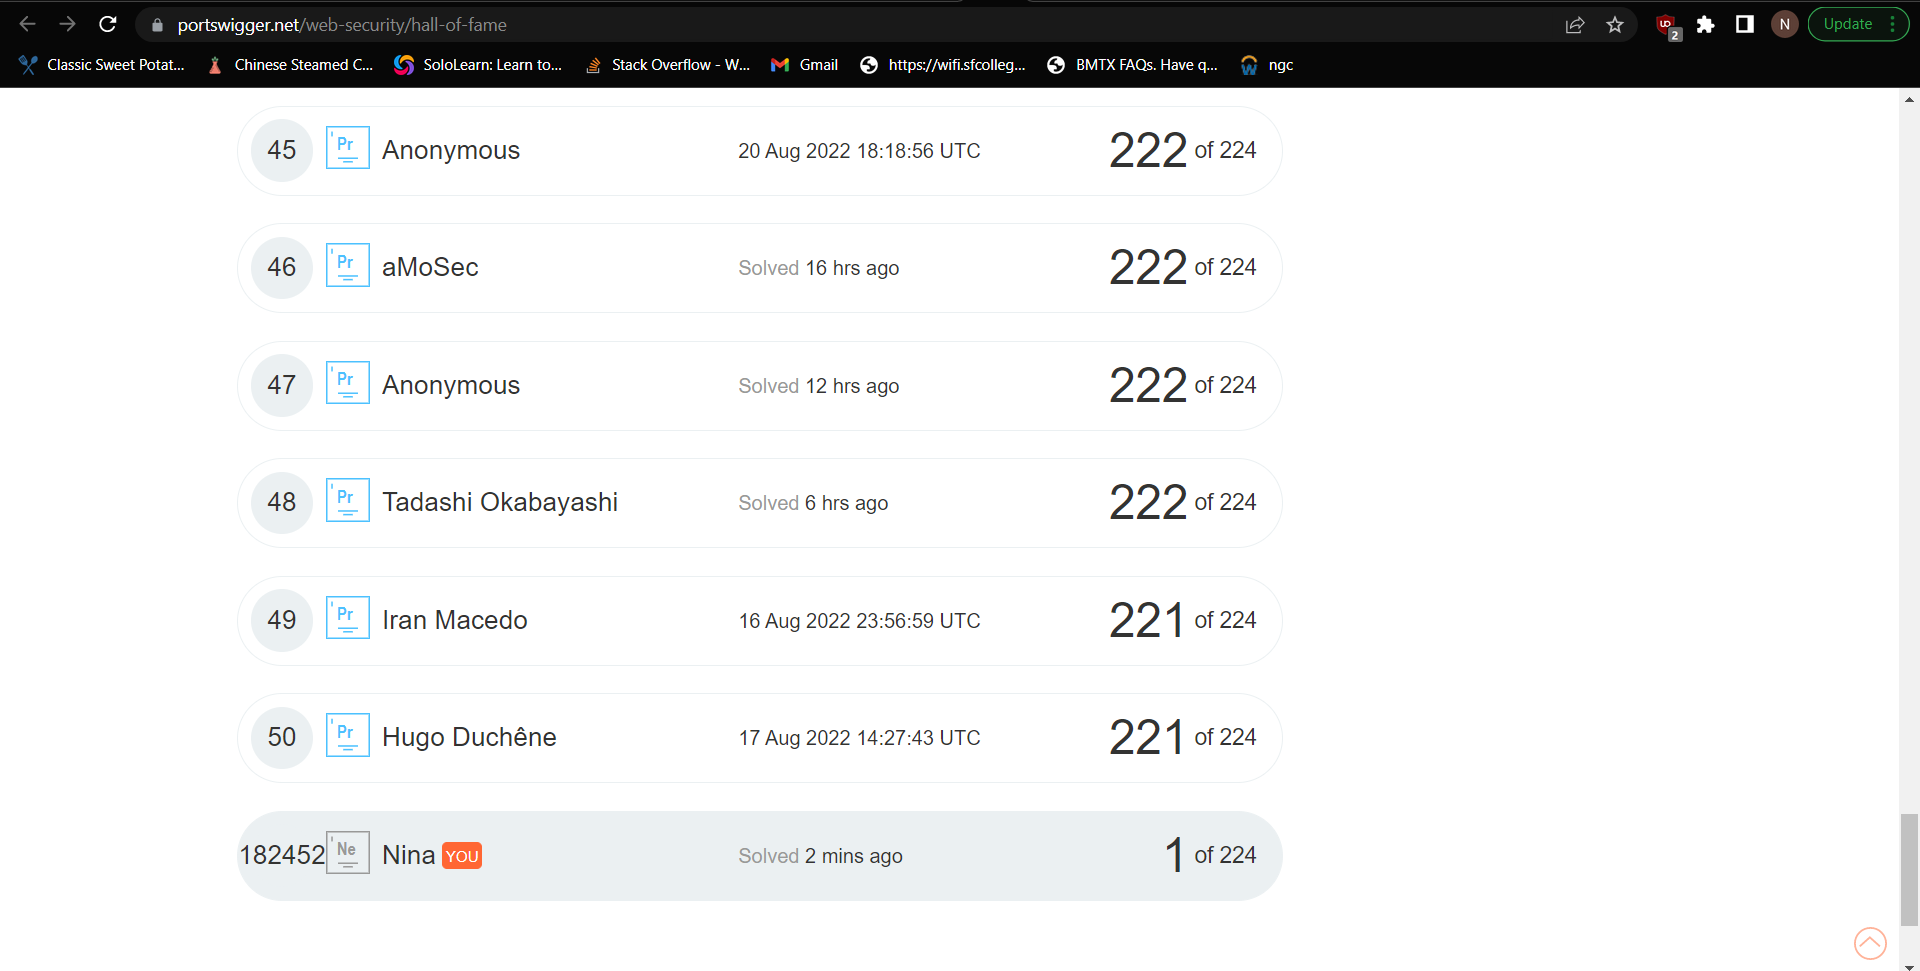 portswigger.net/web-security/hall-of-fame
2
N
Update
Classic Sweet Potat... Chinese Steamed C... SoloLearn: Learn to... Stack Overflow - W... Gmail https://wifi.sfcolleg... BMTX FAQs. Have q... ngc
45 Pr Anonymous 20 Aug 2022 18:18:56 UTC 222 of 224
46 Pr aMoSec Solved 16 hrs ago 222 of 224
47 Pr Anonymous Solved 12 hrs ago 222 of 224
48 Pr Tadashi Okabayashi Solved 6 hrs ago 222 of 224
49 Pr Iran Macedo 16 Aug 2022 23:56:59 UTC 221 of 224
50 Pr Hugo Duchêne 17 Aug 2022 14:27:43 UTC 221 of 224
182452 Ne Nina YOU Solved 2 mins ago 1 of 224